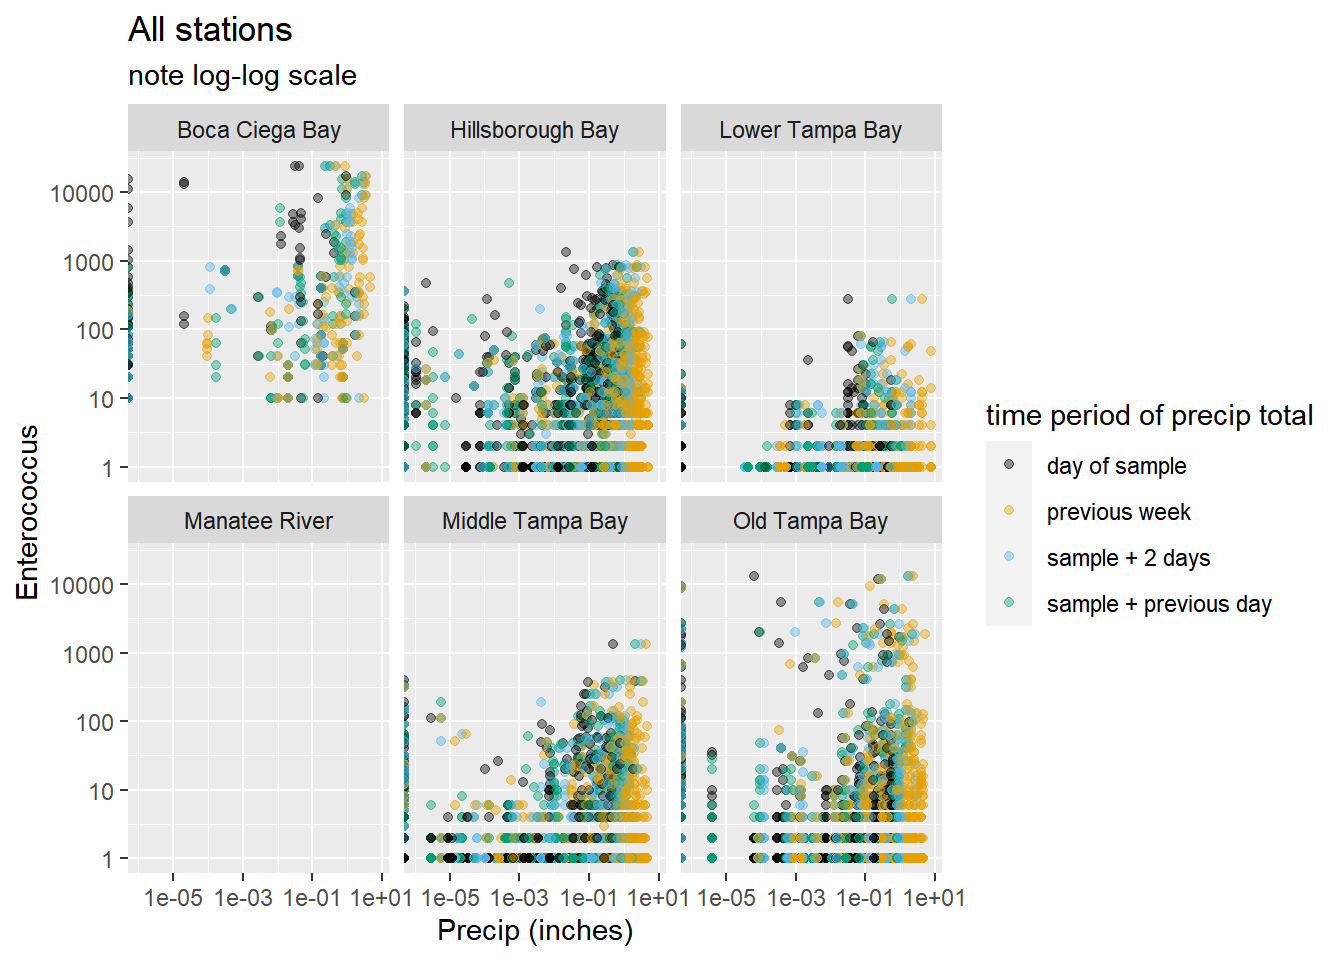 All stations
note log-log scale
Boca Ciega Bay
Hillsborough Bay
Lower Tampa Bay
10000
1000
100
10
1
Manatee River
Middle Tampa Bay
Old Tampa Bay
10000
1000
100
10
1
Enterococcus
1e-05 1e-03 1e-01 1e+01 1e-05 1e-03 1e-01 1e+01 1e-05 1e-03 1e-01 1e+01
Precip (inches)
time period of precip total
day of sample
previous week
sample + 2 days
sample + previous day